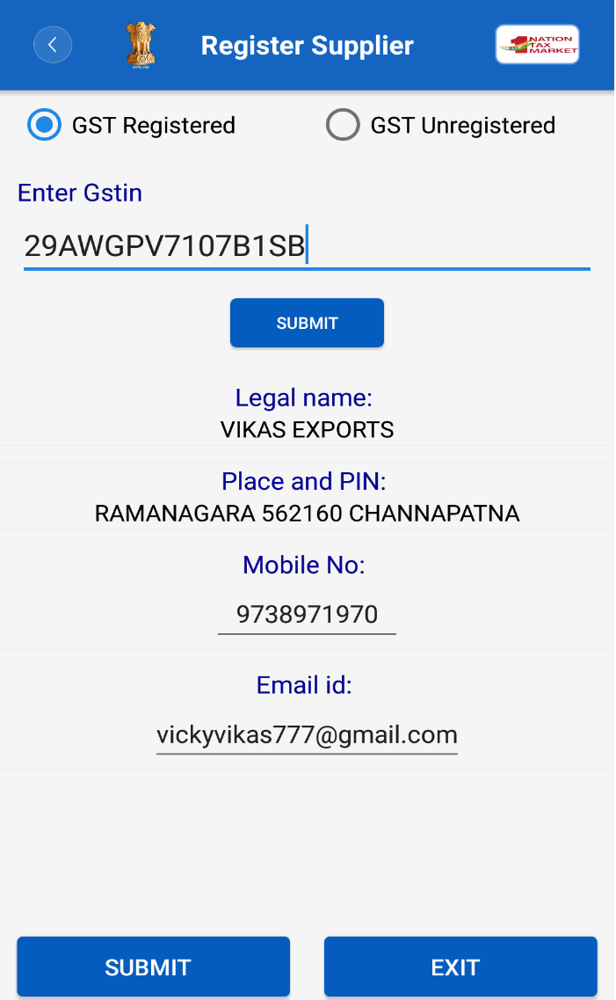 Register Supplier
NATION
TAX
MARKET
GST Registered
GST Unregistered
Enter Gstin
29AWGPV7107B1SB
SUBMIT
Legal name:
VIKAS EXPORTS
Place and PIN:
RAMANAGARA 562160 CHANNAPATNA
Mobile No:
9738971970
Email id:
vickyvikas777@gmail.com
SUBMIT
EXIT